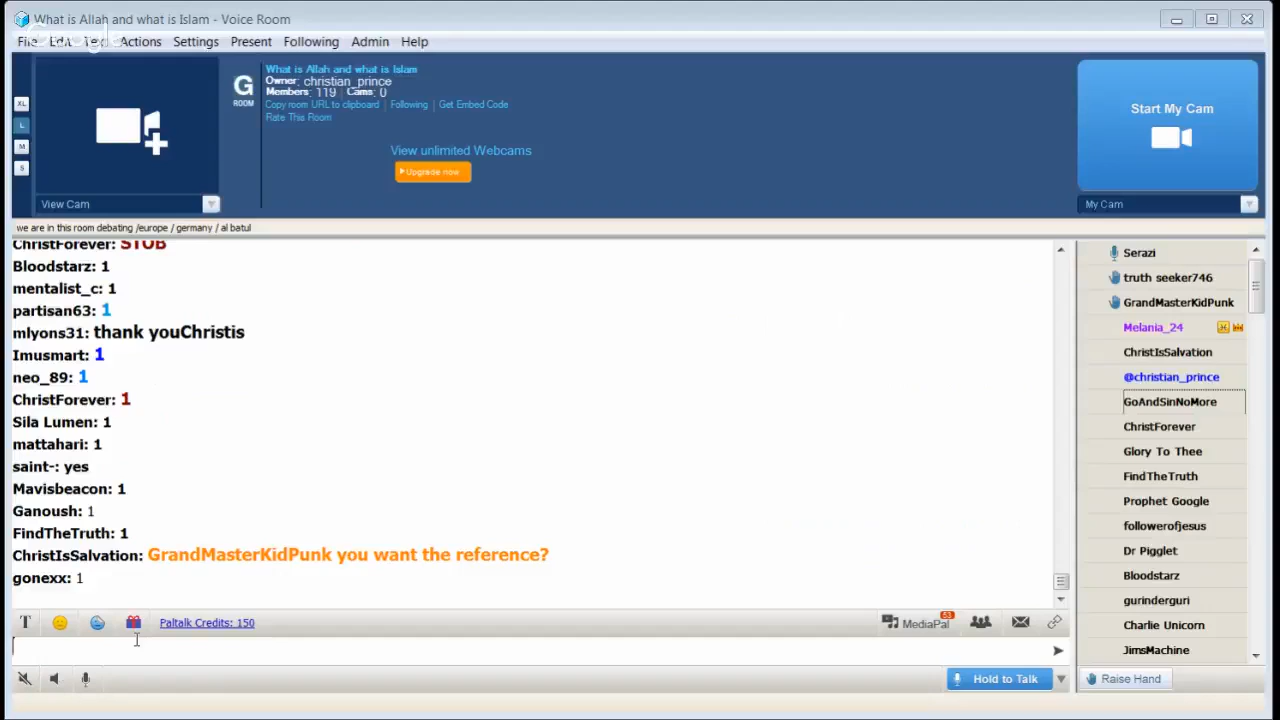 What is Allah and what is Islam - Voice Room
Google
File Edit Text Actions Settings Present Following Admin Help
XL
L
M
S
View Cam
G
ROOM
What is Allah and what is Islam
Owner: christian_prince
Members: 119 Cams: 0
Copy room URL to clipboard Following Get Embed Code
Rate This Room
View unlimited Webcams
Upgrade now
Start My Cam
My Cam
we are in this room debating /europe / germany / al batul
ChristForever: STOB
Bloodstarz: 1
mentalist_c: 1
partisan63: 1
mlyons31: thank youChristis
Imusmart: 1
neo_89: 1
ChristForever: 1
Sila Lumen: 1
mattahari: 1
saint-: yes
Mavisbeacon: 1
Ganoush: 1
FindTheTruth: 1
ChristIsSalvation: GrandMasterKidPunk you want the reference?
gonexx: 1
Serazi
truth seeker746
GrandMasterKidPunk
Melania_24
ChristIsSalvation
@christian_prince
GoAndSinNoMore
ChristForever
Glory To Thee
FindTheTruth
Prophet Google
followerofjesus
Dr Pigglet
Bloodstarz
gurinderguri
Charlie Unicorn
JimsMachine
T
Paltalk Credits: 150
MediaPal
53
Hold to Talk
Raise Hand